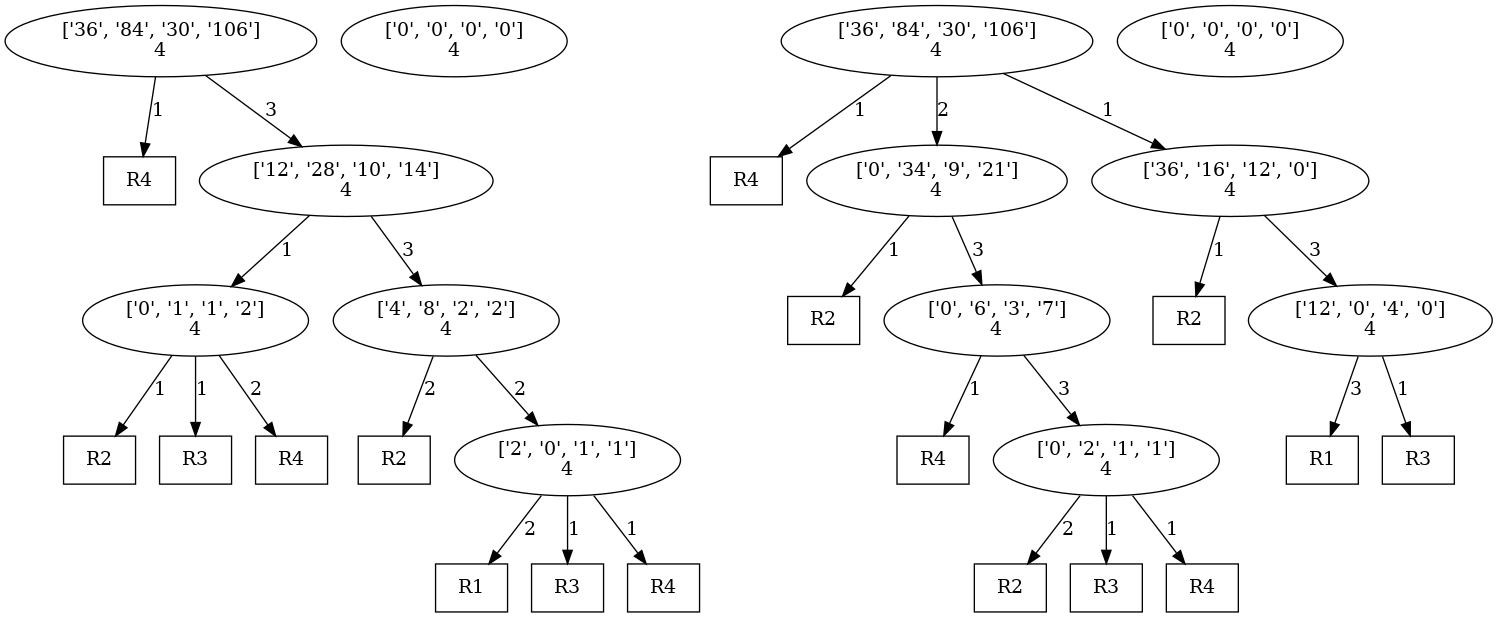 ['36', '84', '30', '106']
4
['0', '0', '0', '0']
4
['36', '84', '30', '106']
4
['0', '0', '0', '0']
4
1
3
1
2
1
R4
['12', '28', '10', '14']
4
R4
['0', '34', '9', '21']
4
['36', '16', '12', '0']
4
1
3
1
3
1
3
['0', '1', '1', '2']
4
['4', '8', '2', '2']
4
R2
['0', '6', '3', '7']
4
R2
['12', '0', '4', '0']
4
1
1
2
2
2
1
3
3
1
R2
R3
R4
R2
['2', '0', '1', '1']
4
R4
['0', '2', '1', '1']
4
R1
R3
2
1
1
2
1
1
R1
R3
R4
R2
R3
R4